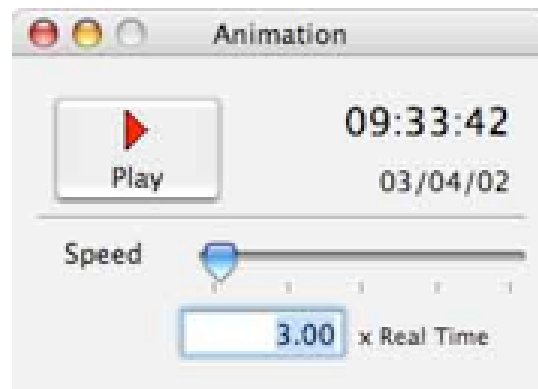 Animation
09:33:42
Play
03/04/02
Speed
3.00 x Real Time